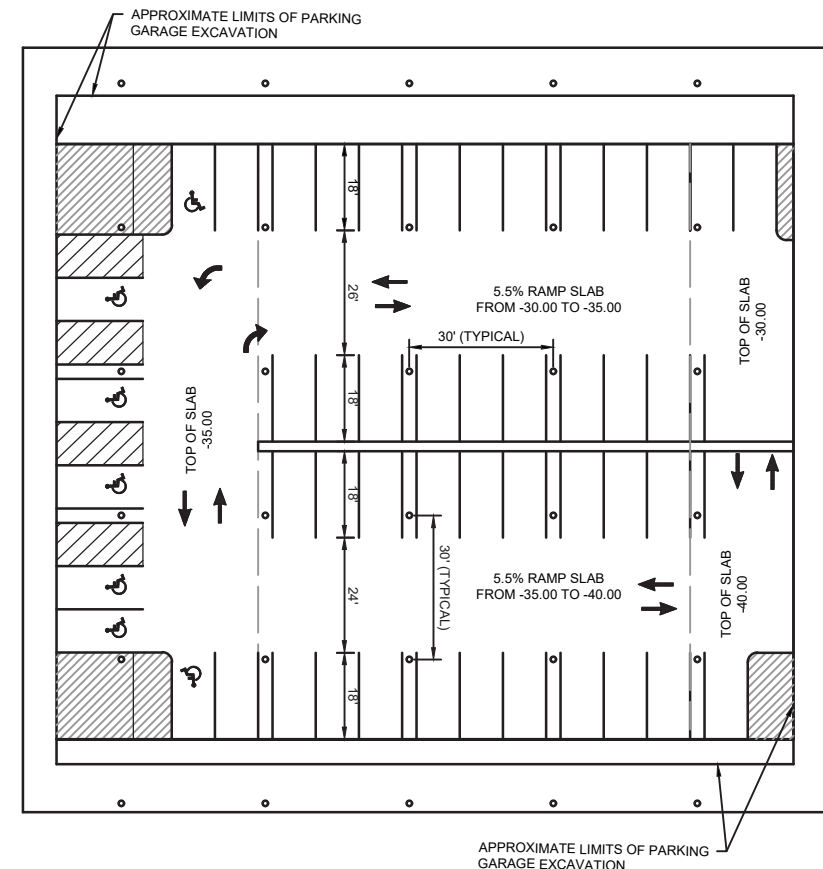 APPROXIMATE LIMITS OF PARKING
GARAGE EXCAVATION
18'
26'
5.5% RAMP SLAB
FROM -30.00 TO -35.00
30' (TYPICAL)
TOP OF SLAB
-30.00
18'
TOP OF SLAB
-35.00
18'
30' (TYPICAL)
24'
5.5% RAMP SLAB
FROM -35.00 TO -40.00
TOP OF SLAB
-40.00
18'
APPROXIMATE LIMITS OF PARKING
GARAGE EXCAVATION